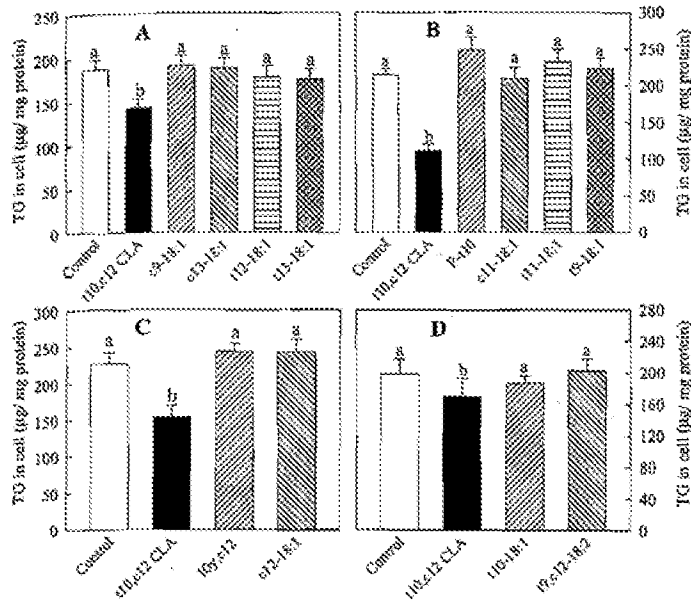 A
B
TG in cell (µg/ mg protein)
250
200
150
100
50
0
a
b
a
a
a
a
Control
t10,c12 CLA
c9-18:1
c13-18:1
t12-18:1
t13-18:1
a
b
a
a
a
a
300
250
200
150
100
50
0
TG in cell (µg/ mg protein)
Control
t10,c12 CLA
c11-18:1
t11-18:1
t9-18:1
C
D
TG in cell (µg/ mg protein)
300
250
200
150
100
50
0
a
b
a
a
Control
t10,c12 CLA
c12-18:1
a
b
a
a
280
240
200
160
120
80
40
0
TG in cell (µg/ mg protein)
Control
t10,c12 CLA
t10-18:1
t9,c12-18:2